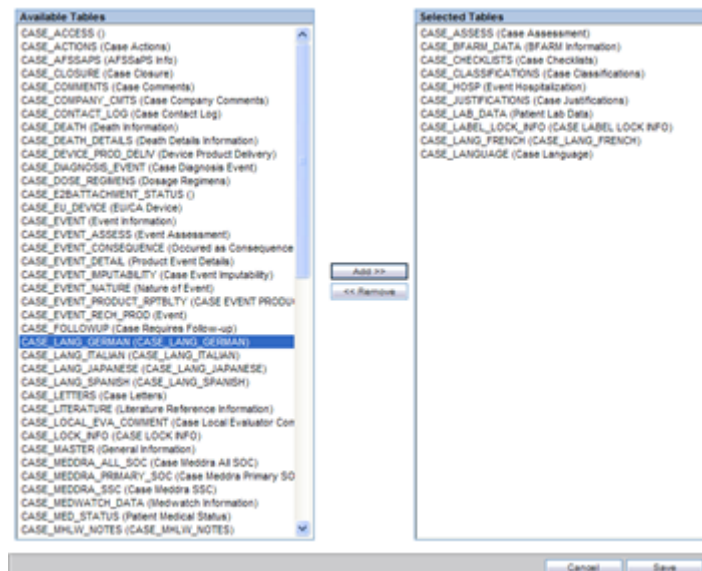 Available Tables
CASE_ACCESS ()
CASE_ACTIONS (Case Actions)
CASE_AFSSAPS (AFSSaPS Info)
CASE_CLOSURE (Case Closure)
CASE_COMMENTS (Case Comments)
CASE_COMPANY_CMTS (Case Company Comments)
CASE_CONTACT_LOG (Case Contact Log)
CASE_DEATH (Death Information)
CASE_DEATH_DETAILS (Death Details Information)
CASE_DEVICE_PROD_DELIV (Device Product Delivery)
CASE_DIAGNOSIS_EVENT (Case Diagnosis Event)
CASE_DOSE_REGIMENS (Dosage Regimens)
CASE_E2BATTACHMENT_STATUS ()
CASE_EU_DEVICE (EU/CA Device)
CASE_EVENT (Event Information)
CASE_EVENT_ASSESS (Event Assessment)
CASE_EVENT_CONSEQUENCE (Occured as Consequence
CASE_EVENT_DETAIL (Product Event Details)
CASE_EVENT_IMPUTABILITY (Case Event Imputability)
CASE_EVENT_NATURE (Nature of Event)
CASE_EVENT_PRODUCT_RPTBLTY (CASE EVENT PRODU
CASE_EVENT_RECH_PROD (Event)
CASE_FOLLOWUP (Case Requires Follow-up)
CASE_LANG_GERMAN (CASE_LANG_GERMAN)
CASE_LANG_ITALIAN (CASE_LANG_ITALIAN)
CASE_LANG_JAPANESE (CASE_LANG_JAPANESE)
CASE_LANG_SPANISH (CASE_LANG_SPANISH)
CASE_LETTERS (Case Letters)
CASE_LITERATURE (Literature Reference Information)
CASE_LOCAL_EVA_COMMENT (Case Local Evaluator Com
CASE_LOCK_INFO (CASE LOCK INFO)
CASE_MASTER (General Information)
CASE_MEDDRA_ALL_SOC (Case Meddra All SOC)
CASE_MEDDRA_PRIMARY_SOC (Case Meddra Primary SO
CASE_MEDDRA_SSC (Case Meddra SSC)
CASE_MEDWATCH_DATA (Medwatch Information)
CASE_MED_STATUS (Patient Medical Status)
CASE_MHLW_NOTES (CASE_MHLW_NOTES)
Add >>
<< Remove
Selected Tables
CASE_ASSESS (Case Assessment)
CASE_BFARM_DATA (BFARM Information)
CASE_CHECKLISTS (Case Checklists)
CASE_CLASSIFICATIONS (Case Classifications)
CASE_HOSP (Event Hospitalization)
CASE_JUSTIFICATIONS (Case Justifications)
CASE_LAB_DATA (Patient Lab Data)
CASE_LABEL_LOCK_INFO (CASE LABEL LOCK INFO)
CASE_LANG_FRENCH (CASE_LANG_FRENCH)
CASE_LANGUAGE (Case Language)
Cancel
Save